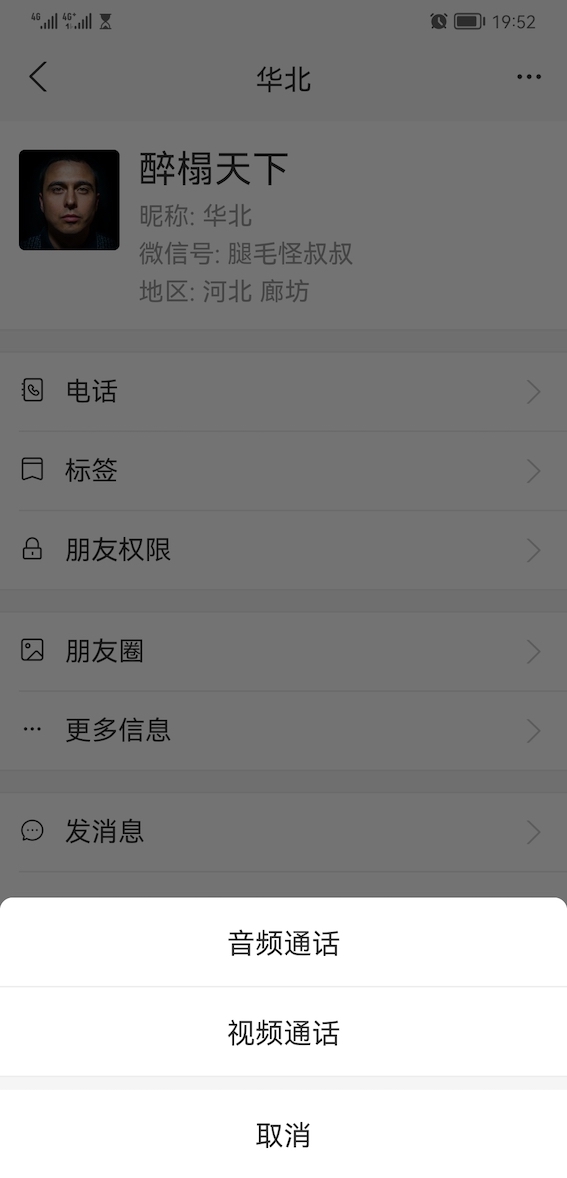 4G 4G+ 19:52
华北
醉榻天下
昵称: 华北
微信号: 腿毛怪叔叔
地区: 河北 廊坊
电话
标签
朋友权限
朋友圈
更多信息
发消息
音频通话
视频通话
取消